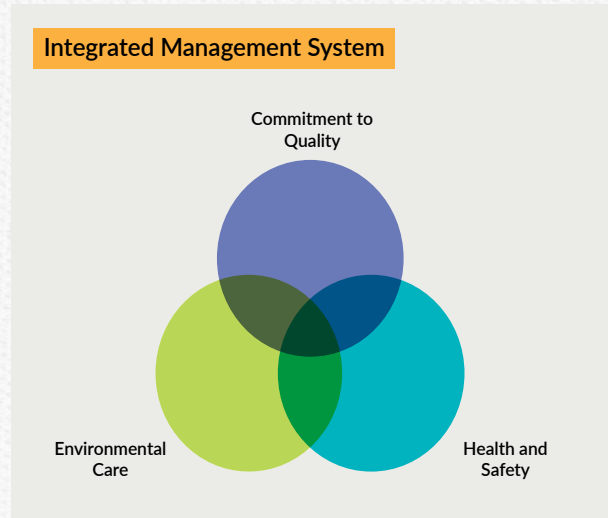 Integrated Management System
Commitment to
Quality
Environmental
Care
Health and
Safety